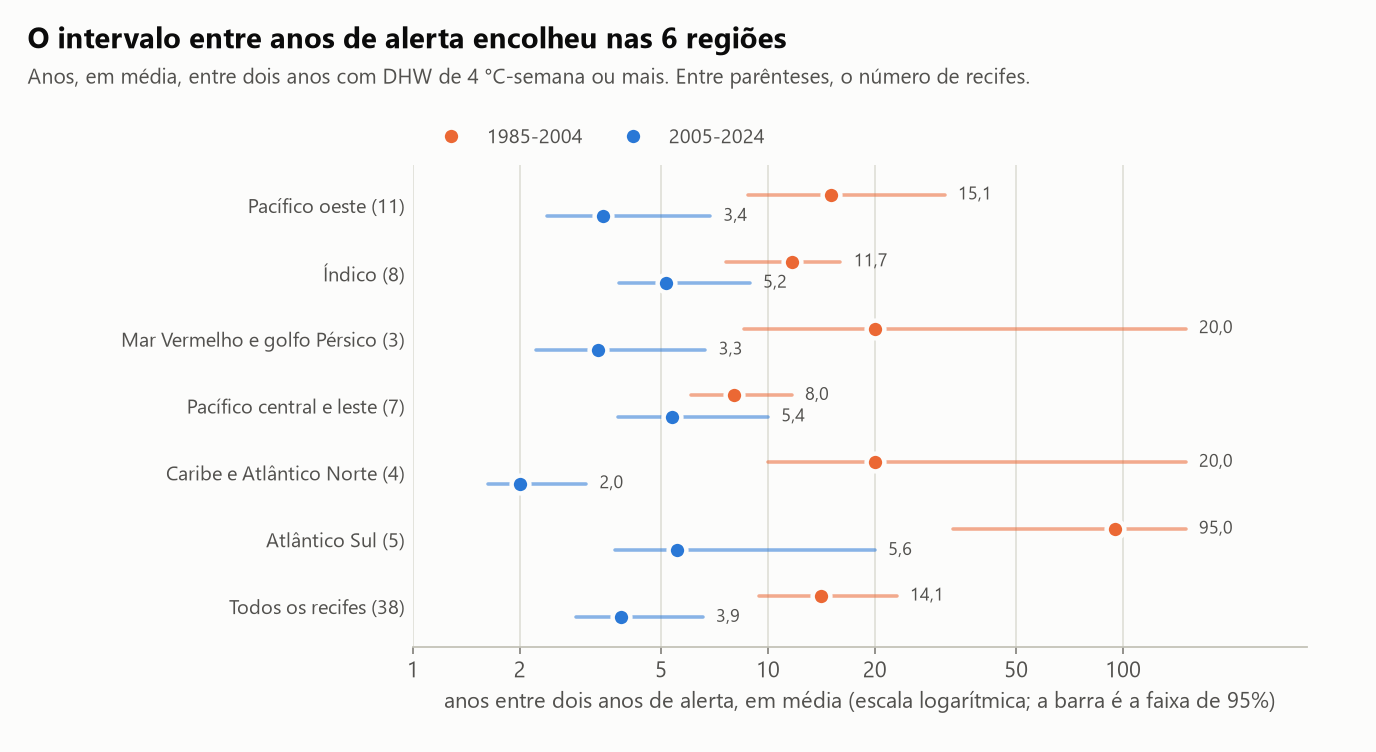 O intervalo entre anos de alerta encolheu nas 6 regiões
Anos, em média, entre dois anos com DHW de 4 °C-semana ou mais. Entre parênteses, o número de recifes.
1985-2004 2005-2024
Pacífico oeste (11)
15,1
3,4
Índico (8)
11,7
5,2
Mar Vermelho e golfo Pérsico (3)
20,0
3,3
Pacífico central e leste (7)
8,0
5,4
Caribe e Atlântico Norte (4)
20,0
2,0
Atlântico Sul (5)
95,0
5,6
Todos os recifes (38)
14,1
3,9
1 2 5 10 20 50 100
anos entre dois anos de alerta, em média (escala logarítmica; a barra é a faixa de 95%)